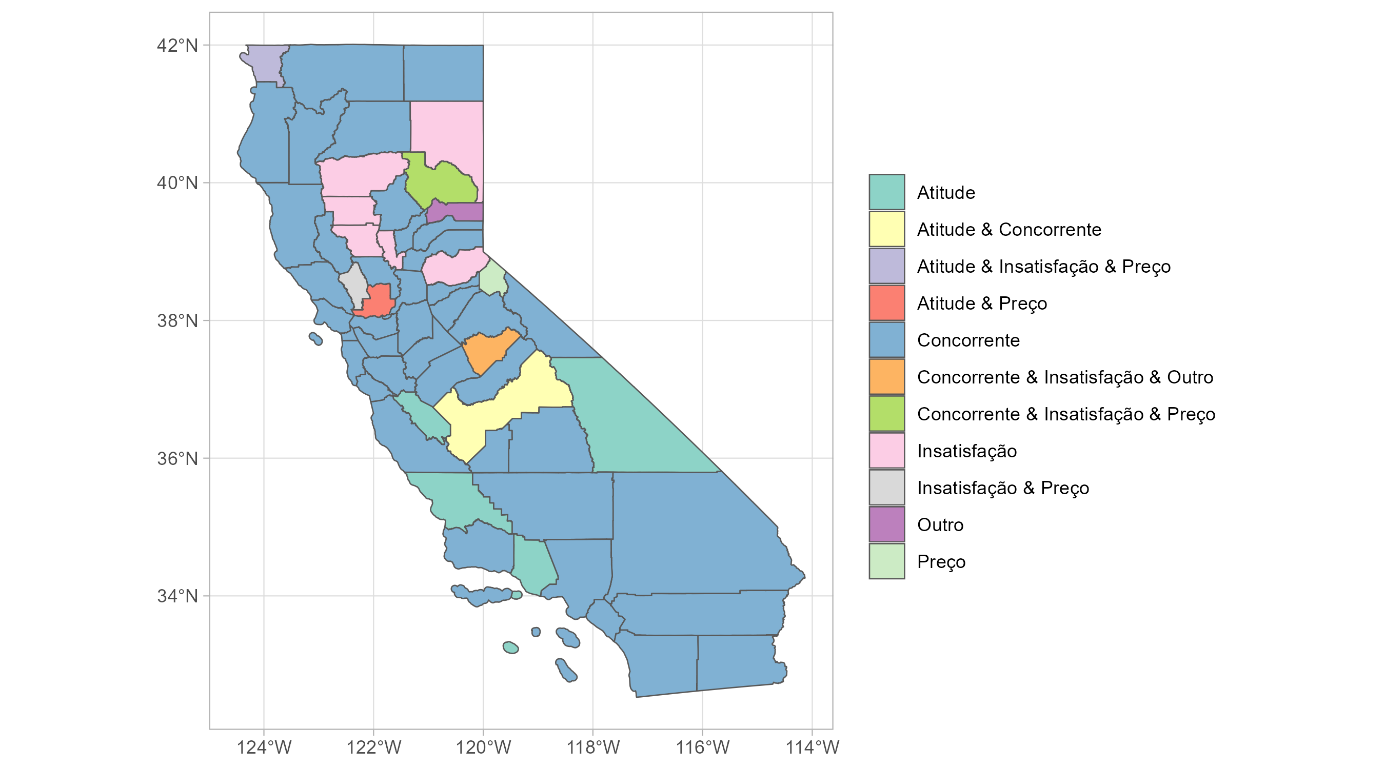 42°N
40°N
38°N
36°N
34°N
124°W
122°W
120°W
118°W
116°W
114°W
Atitude
Atitude & Concorrente
Atitude & Insatisfação & Preço
Atitude & Preço
Concorrente
Concorrente & Insatisfação & Outro
Concorrente & Insatisfação & Preço
Insatisfação
Insatisfação & Preço
Outro
Preço